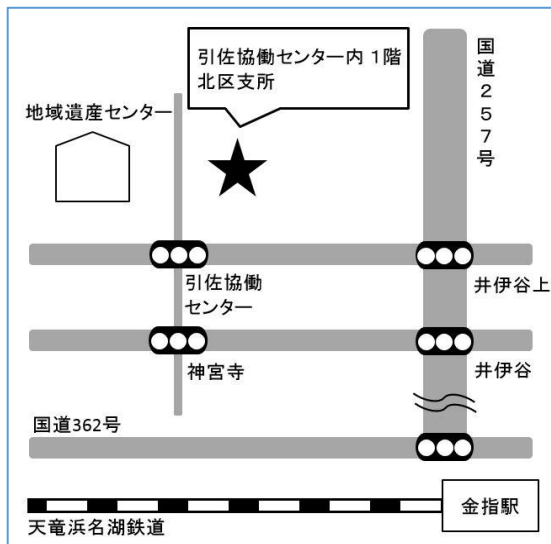 引佐協働センター内 1階
北区支所
国道257号
地域遺産センター
引佐協働
センター
井伊谷上
神宮寺
井伊谷
国道362号
金指駅
天竜浜名湖鉄道